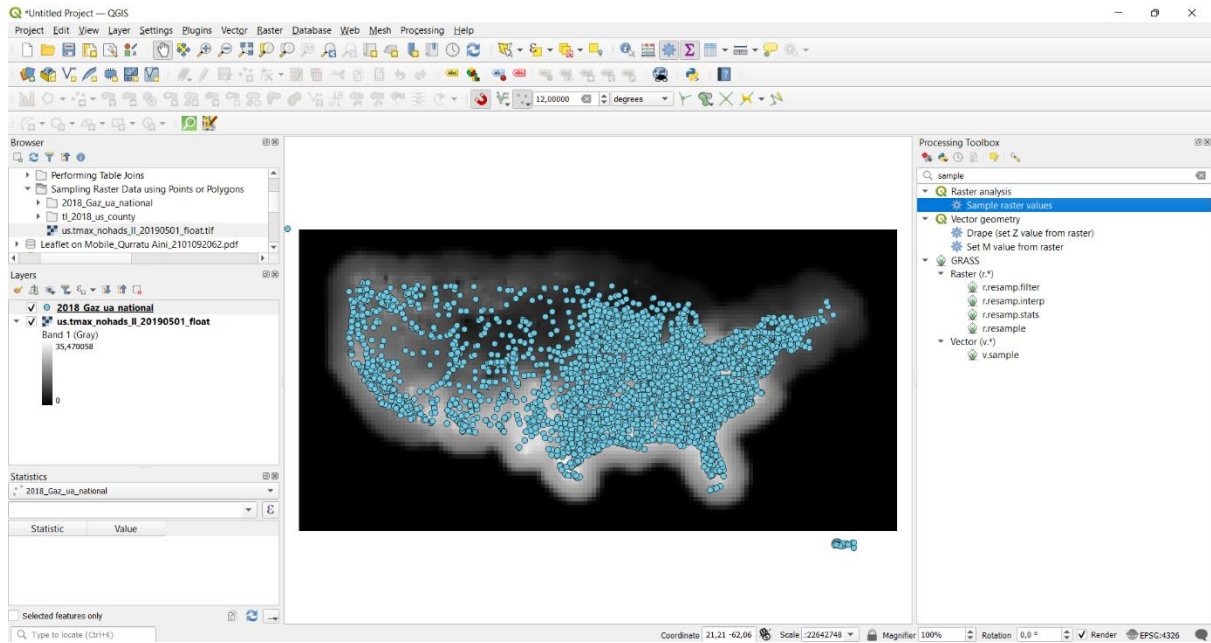 *Untitled Project — QGIS
Project Edit View Layer Settings Plugins Vector Raster Database Web Mesh Processing Help
12,00000 degrees
Browser
Performing Table Joins
Sampling Raster Data using Points or Polygons
2018_Gaz_ua_national
tl_2018_us_county
us.tmax_nohads_ll_20190501_float.tif
Leaflet on Mobile_Qurratu Aini_2101092062.pdf
Layers
2018_Gaz_ua_national
us.tmax_nohads_ll_20190501_float
Band 1 (Gray)
35,470058
0
Statistics
2018_Gaz_ua_national
Statistic Value
Selected features only
Processing Toolbox
sample
Raster analysis
Sample raster values
Vector geometry
Drape (set Z value from raster)
Set M value from raster
GRASS
Raster (r.*)
r.resamp.filter
r.resamp.interp
r.resamp.stats
r.resample
Vector (v.*)
v.sample
Type to locate (Ctrl+K)
Coordinate 21,21 -62,06 Scale :22642748 Magnifier 100% Rotation 0,0 ° Render EPSG:4326